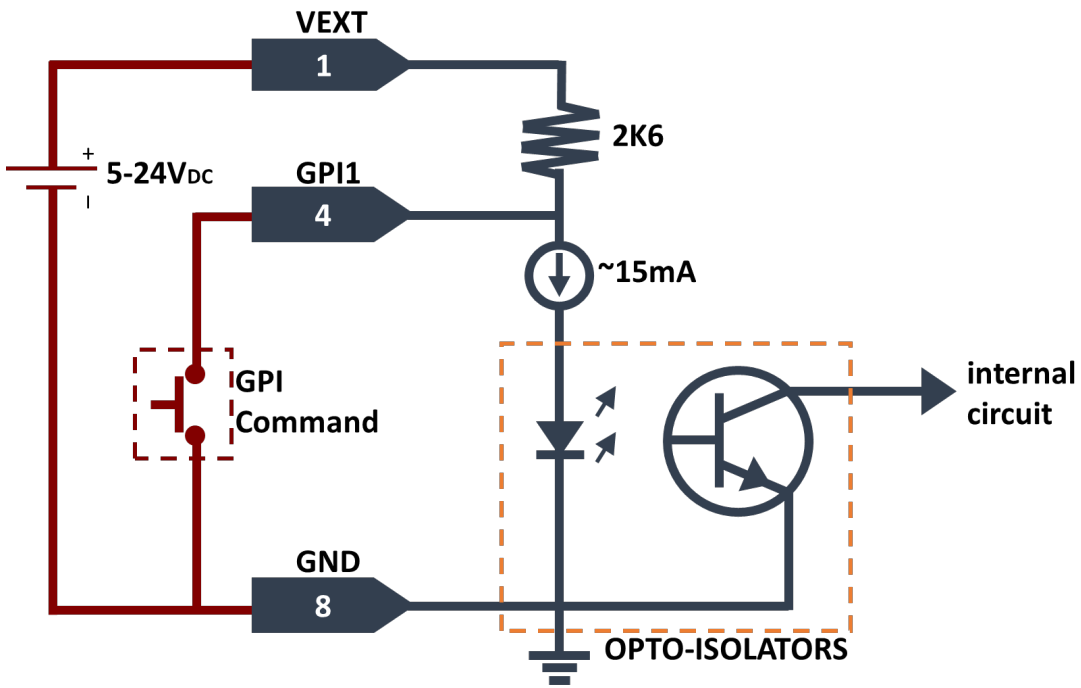 VEXT
1
+
5-24VDC
–
2K6
GPI1
4
~15mA
GPI
Command
internal
circuit
GND
8
OPTO-ISOLATORS